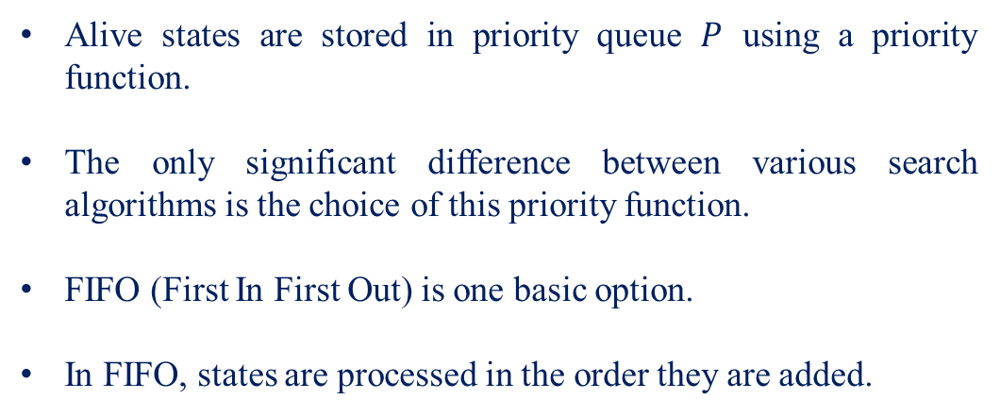 • Alive states are stored in priority queue P using a priority
function.
• The only significant difference between various search
algorithms is the choice of this priority function.
• FIFO (First In First Out) is one basic option.
• In FIFO, states are processed in the order they are added.